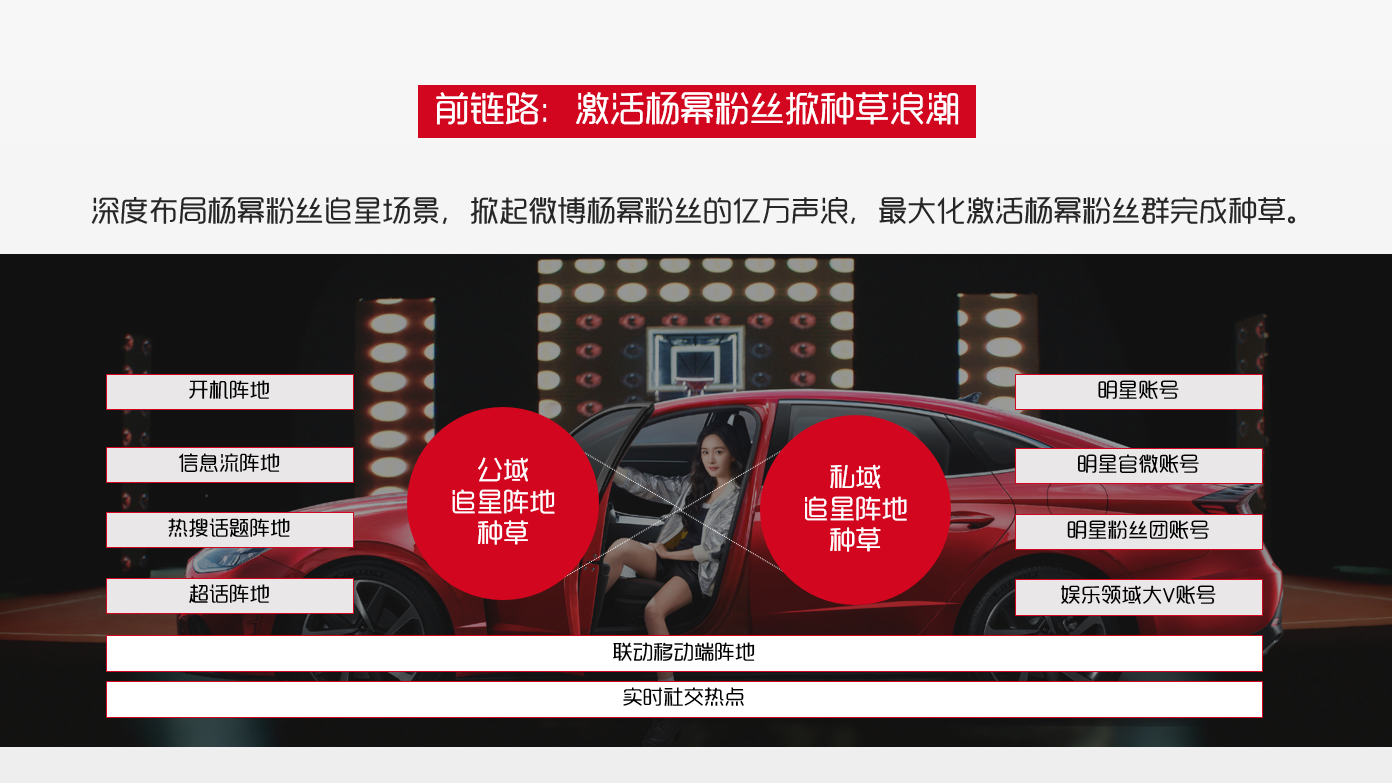 前链路：激活杨幂粉丝掀种草浪潮
深度布局杨幂粉丝追星场景，掀起微博杨幂粉丝的亿万声浪，最大化激活杨幂粉丝群完成种草。
开机阵地
信息流阵地
热搜话题阵地
超话阵地
公域
追星阵地
种草
私域
追星阵地
种草
明星账号
明星官微账号
明星粉丝团账号
娱乐领域大V账号
联动移动端阵地
实时社交热点